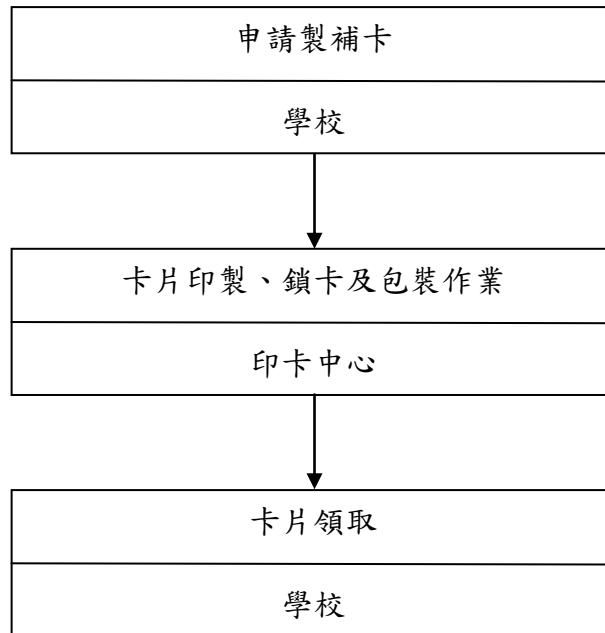 申請製補卡
學校
卡片印製、鎖卡及包裝作業
印卡中心
卡片領取
學校